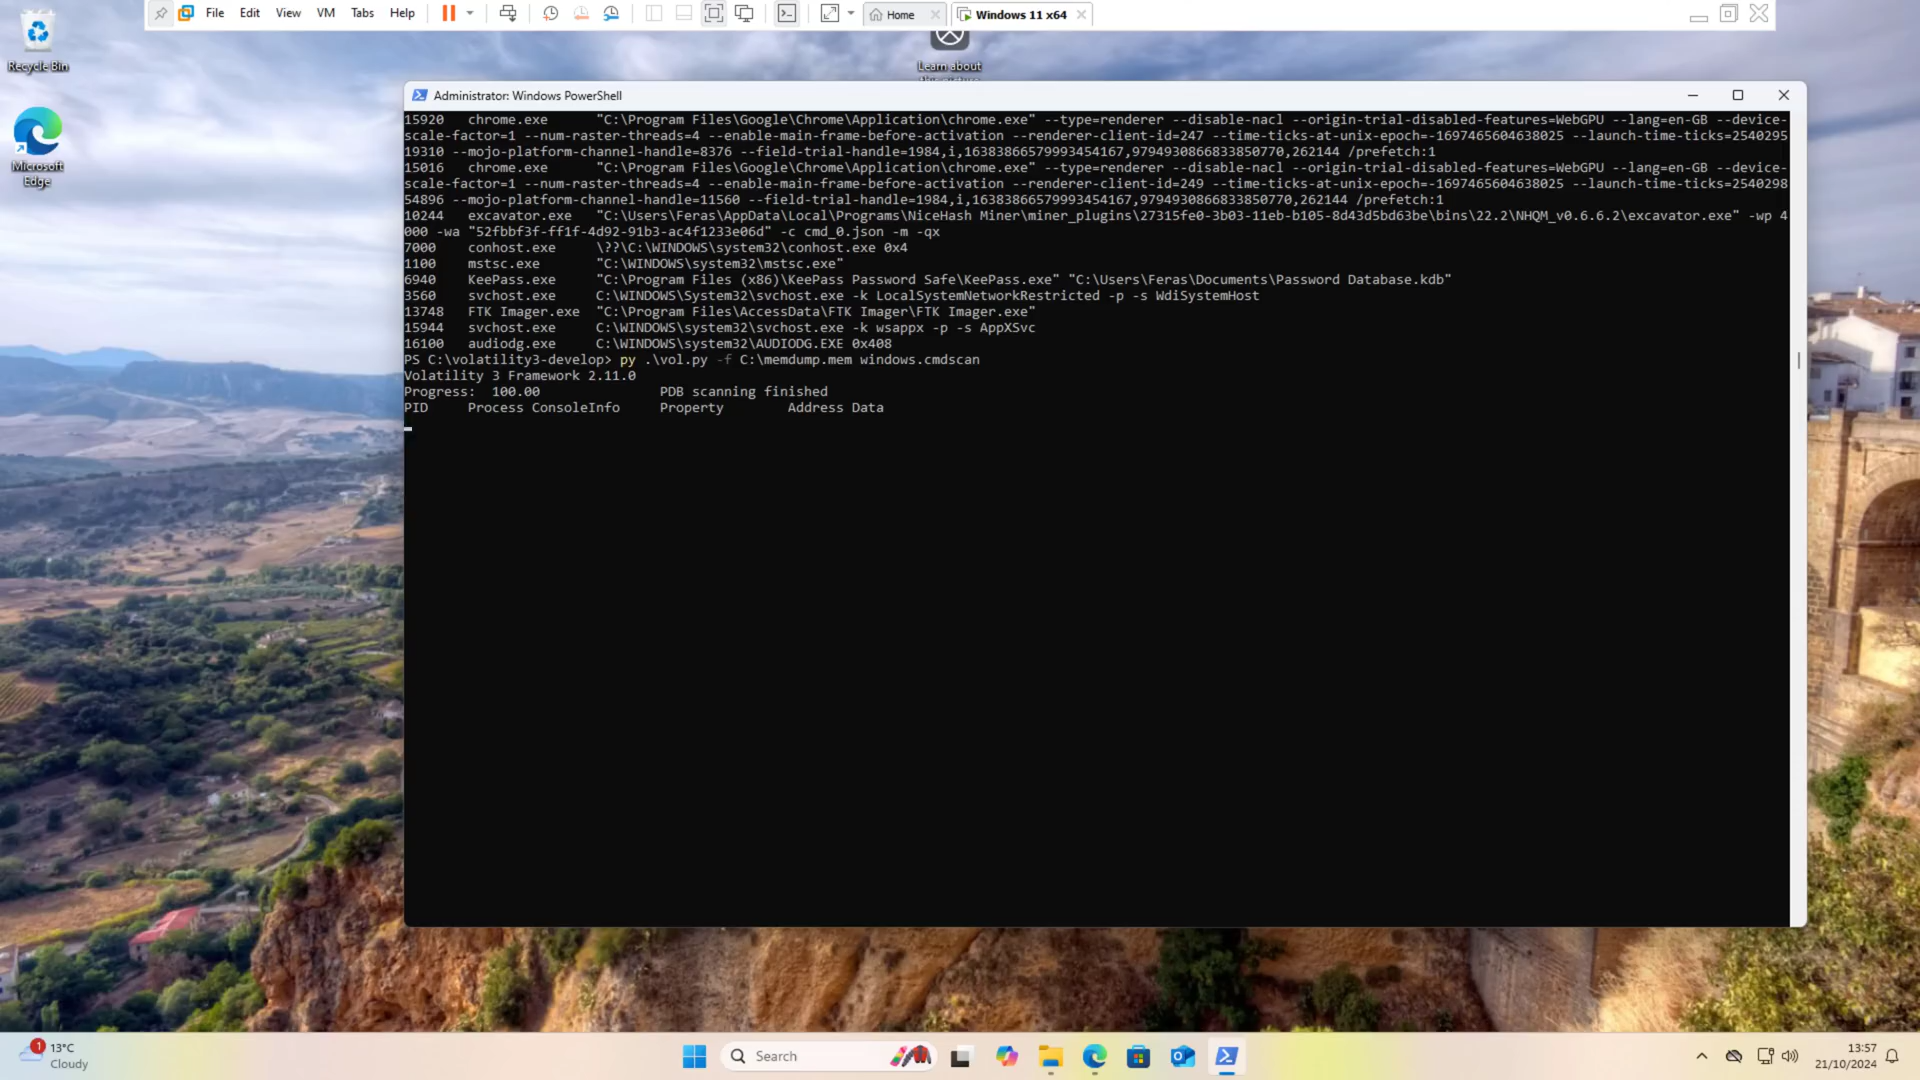 File Edit View VM Tabs Help Home Windows 11 x64
Recycle Bin
Learn about
Microsoft
Edge
Administrator: Windows PowerShell
15920 chrome.exe "C:\Program Files\Google\Chrome\Application\chrome.exe" --type=renderer --disable-nacl --origin-trial-disabled-features=WebGPU --lang=en-GB --device-
scale-factor=1 --num-raster-threads=4 --enable-main-frame-before-activation --renderer-client-id=247 --time-ticks-at-unix-epoch=-1697465604638025 --launch-time-ticks=2540295
19310 --mojo-platform-channel-handle=8376 --field-trial-handle=1984,i,16383866579993454167,9794930866833850770,262144 /prefetch:1
15016 chrome.exe "C:\Program Files\Google\Chrome\Application\chrome.exe" --type=renderer --disable-nacl --origin-trial-disabled-features=WebGPU --lang=en-GB --device-
scale-factor=1 --num-raster-threads=4 --enable-main-frame-before-activation --renderer-client-id=249 --time-ticks-at-unix-epoch=-1697465604638025 --launch-time-ticks=2540298
54896 --mojo-platform-channel-handle=11560 --field-trial-handle=1984,i,16383866579993454167,9794930866833850770,262144 /prefetch:1
10244 excavator.exe "C:\Users\Feras\AppData\Local\Programs\NiceHash Miner\miner_plugins\27315fe0-3b03-11eb-b105-8d43d5bd63be\bins\22.2\NHQM_v0.6.6.2\excavator.exe" -wp 4
000 -wa "52fbbf3f-ff1f-4d92-91b3-ac4f1233e06d" -c cmd_0.json -m -qx
7000 conhost.exe \??\C:\WINDOWS\system32\conhost.exe 0x4
1100 mstsc.exe "C:\WINDOWS\system32\mstsc.exe"
6940 KeePass.exe "C:\Program Files (x86)\KeePass Password Safe\KeePass.exe" "C:\Users\Feras\Documents\Password Database.kdb"
3560 svchost.exe C:\WINDOWS\System32\svchost.exe -k LocalSystemNetworkRestricted -p -s WdiSystemHost
13748 FTK Imager.exe "C:\Program Files\AccessData\FTK Imager\FTK Imager.exe"
15944 svchost.exe C:\WINDOWS\system32\svchost.exe -k wsappx -p -s AppXSvc
16100 audiodg.exe C:\WINDOWS\system32\AUDIODG.EXE 0x408
PS C:\volatility3-develop> py .\vol.py -f C:\memdump.mem windows.cmdscan
Volatility 3 Framework 2.11.0
Progress: 100.00 PDB scanning finished
PID Process ConsoleInfo Property Address Data
1
13°C
Cloudy
Search
13:57
21/10/2024